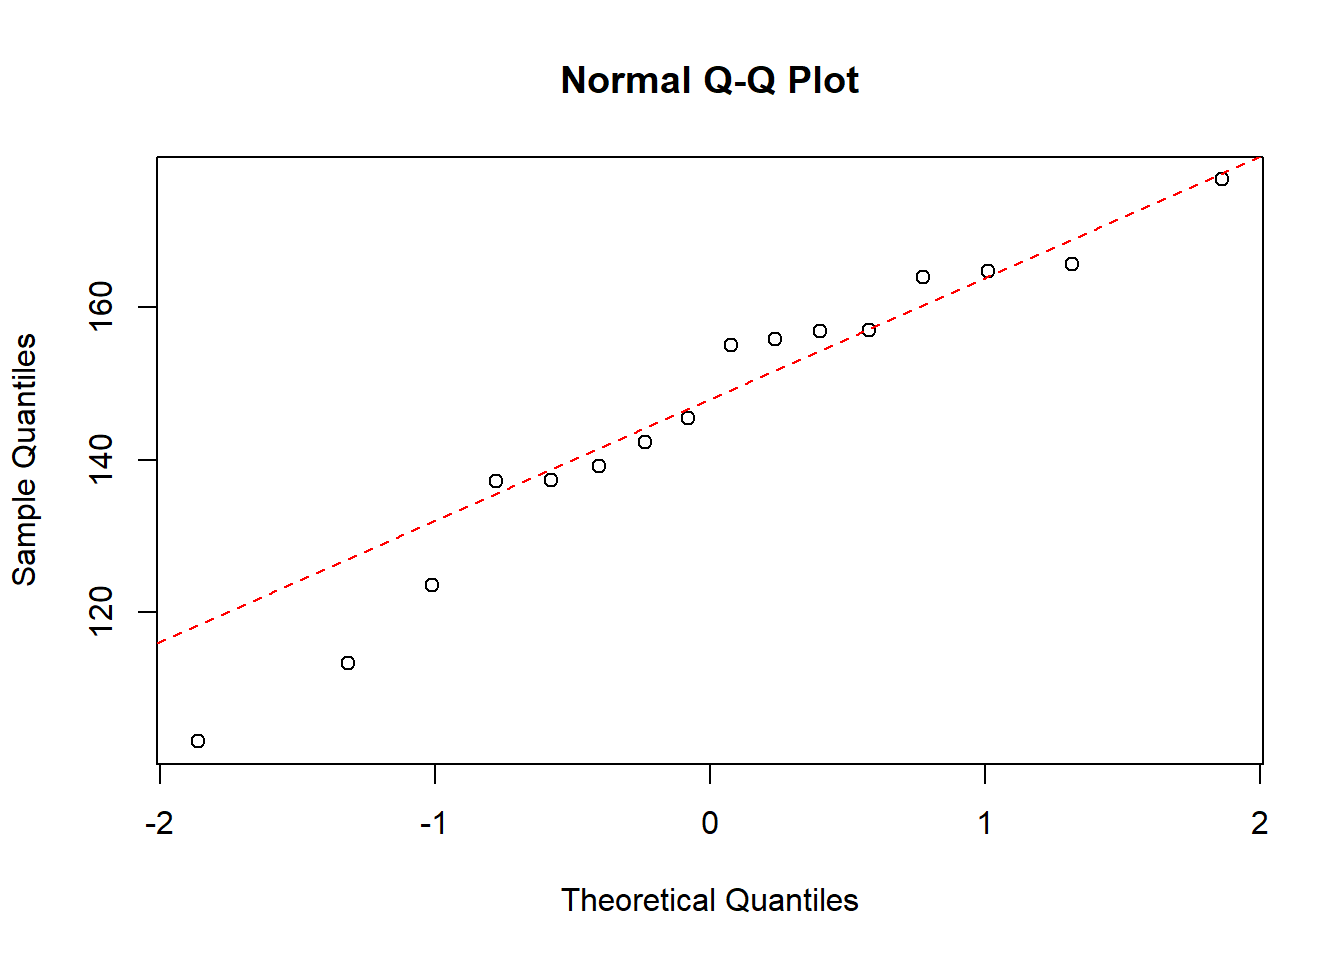 Normal Q-Q Plot
Sample Quantiles
160
140
120
-2 -1 0 1 2
Theoretical Quantiles